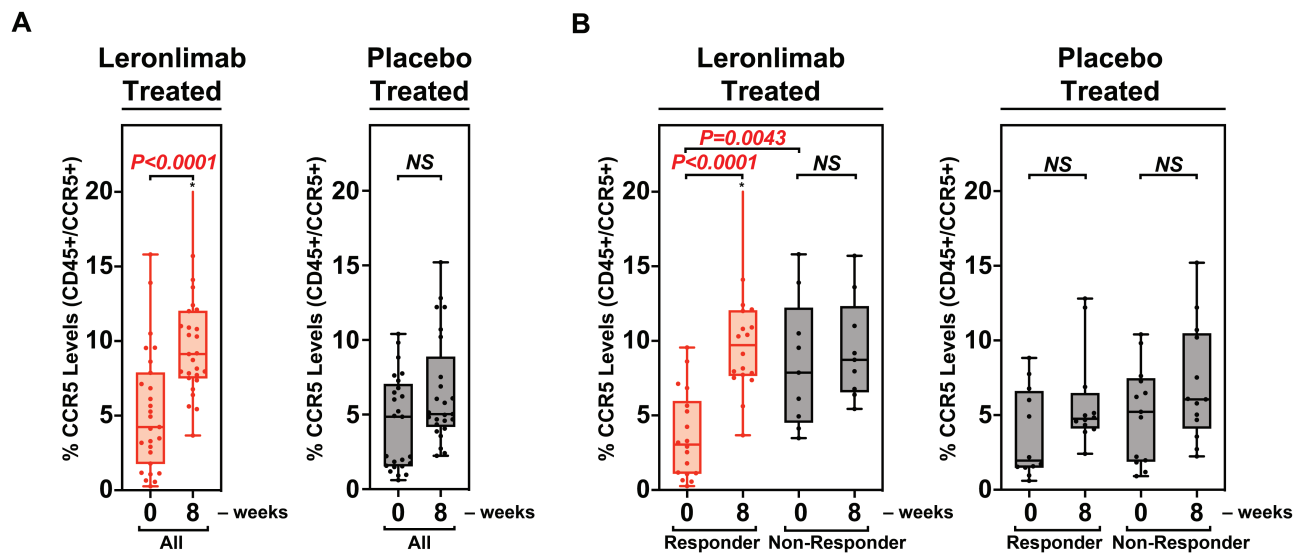 A
Leronlimab
Treated
% CCR5 Levels (CD45+/CCR5+)
P<0.0001
*
20
15
10
5
0
0 8 – weeks
All
Placebo
Treated
% CCR5 Levels (CD45+/CCR5+)
NS
20
15
10
5
0
0 8 – weeks
All
B
Leronlimab
Treated
% CCR5 Levels (CD45+/CCR5+)
P=0.0043
P<0.0001 NS
*
20
15
10
5
0
0 8 0 8 – weeks
Responder Non-Responder
Placebo
Treated
% CCR5 Levels (CD45+/CCR5+)
NS NS
20
15
10
5
0
0 8 0 8 – weeks
Responder Non-Responder